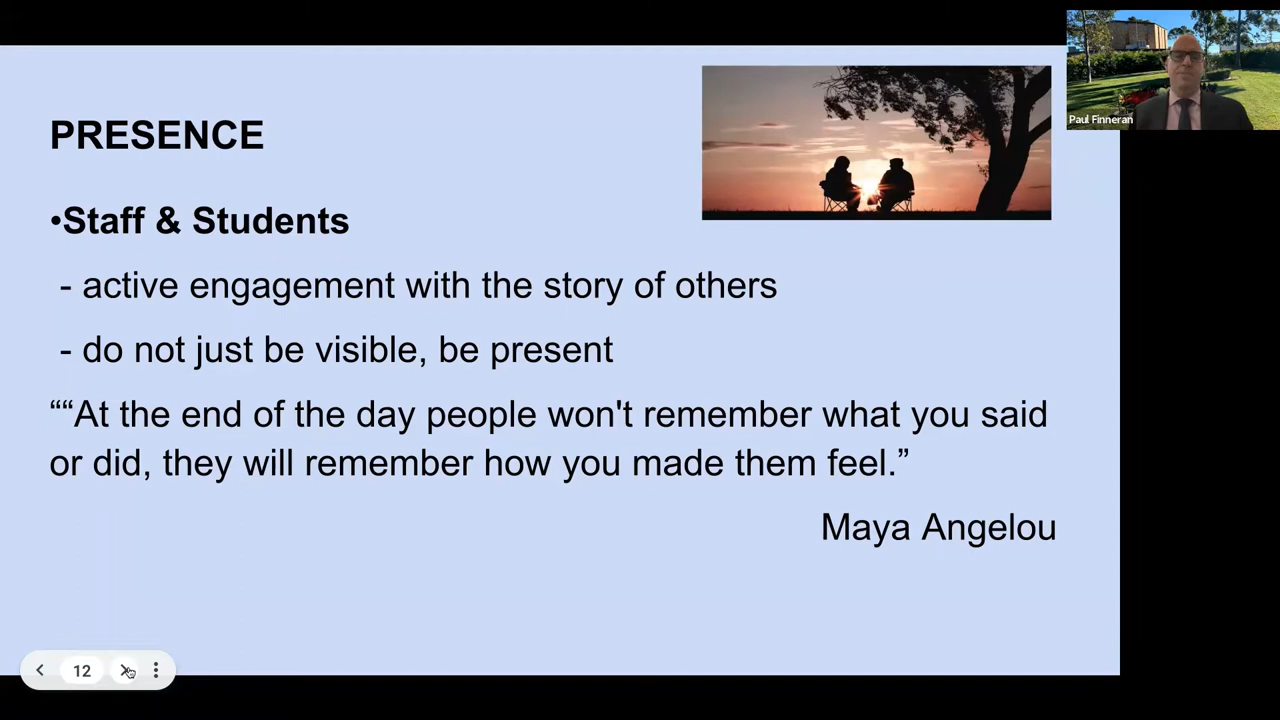 PRESENCE
•Staff & Students
- active engagement with the story of others
- do not just be visible, be present
““At the end of the day people won't remember what you said
or did, they will remember how you made them feel.”
Maya Angelou
Paul Finneran
12